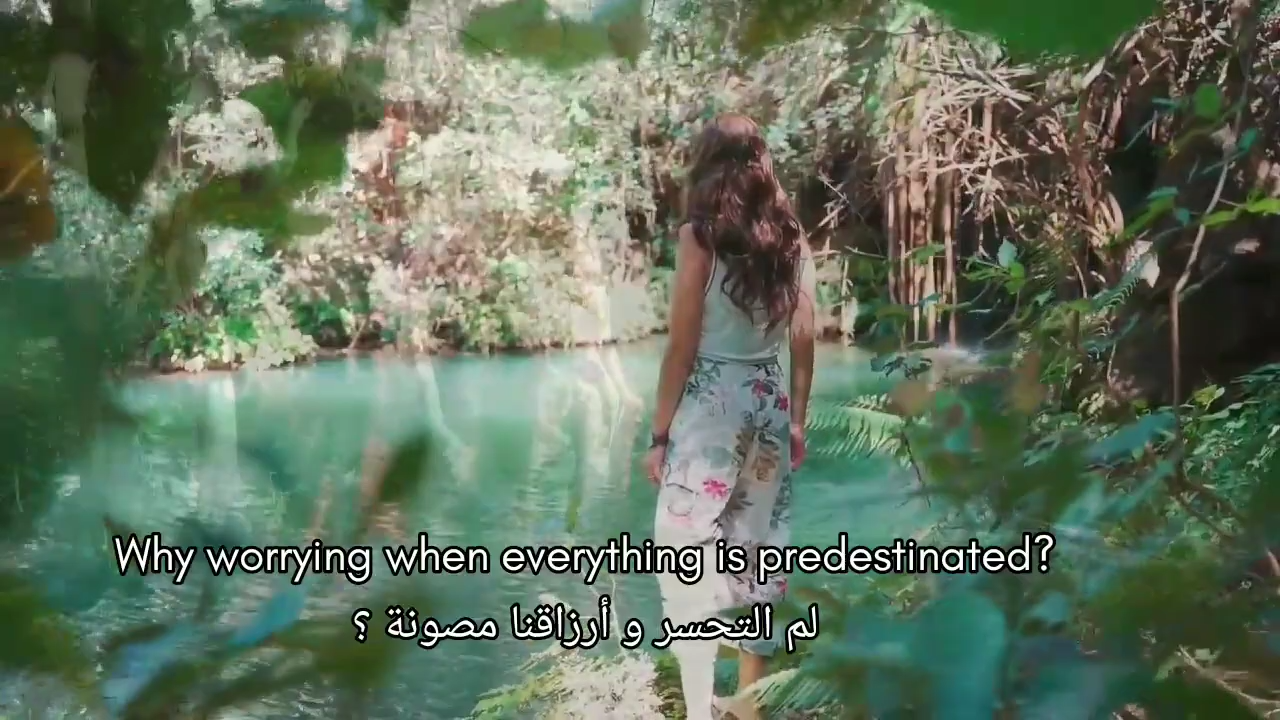 Why worrying when everything is predestinated?
لم التحسر و أرزاقنا مصونة ؟